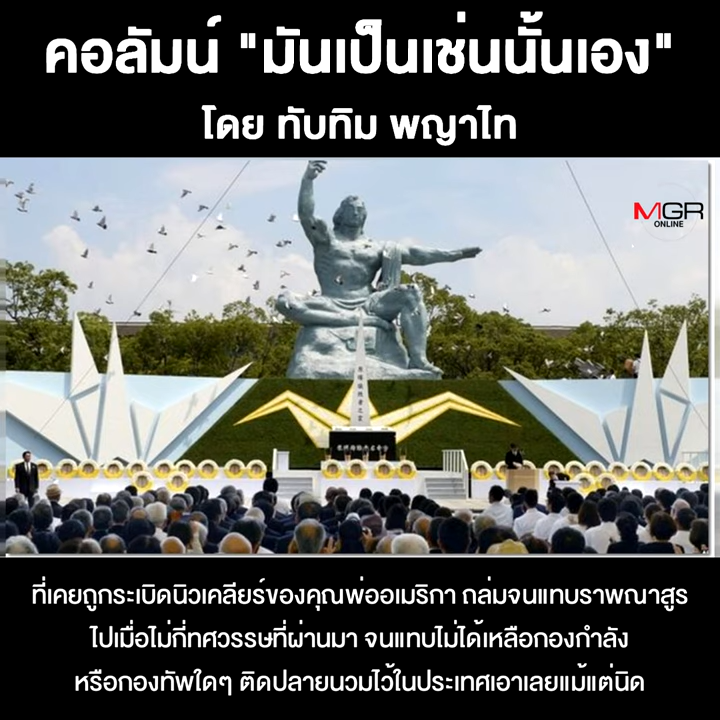 คอลัมน์ "มันเป็นเช่นนั้นเอง"
โดย ทับทิม พญาไท
MGR
ONLINE
ที่เคยถูกระเบิดนิวเคลียร์ของคุณพ่ออเมริกา ถล่มจนแทบราพณาสูร
ไปเมื่อไม่กี่ทศวรรษที่ผ่านมา จนแทบไม่ได้เหลือกองกำลัง
หรือกองทัพใดๆ ติดปลายนวมไว้ในประเทศเอาเลยแม้แต่นิด